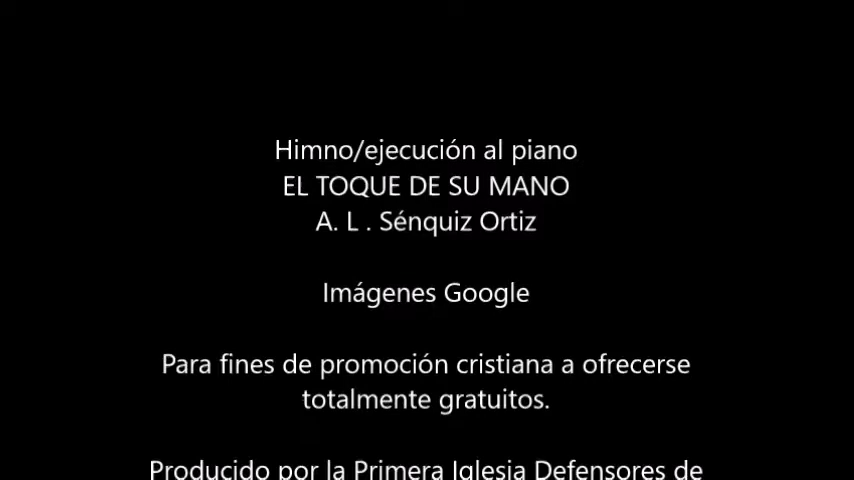 Himno/ejecución al piano
EL TOQUE DE SU MANO
A. L . Sénquiz Ortiz
Imágenes Google
Para fines de promoción cristiana a ofrecerse
totalmente gratuitos.
Producido por la Primera Iglesia Defensores de